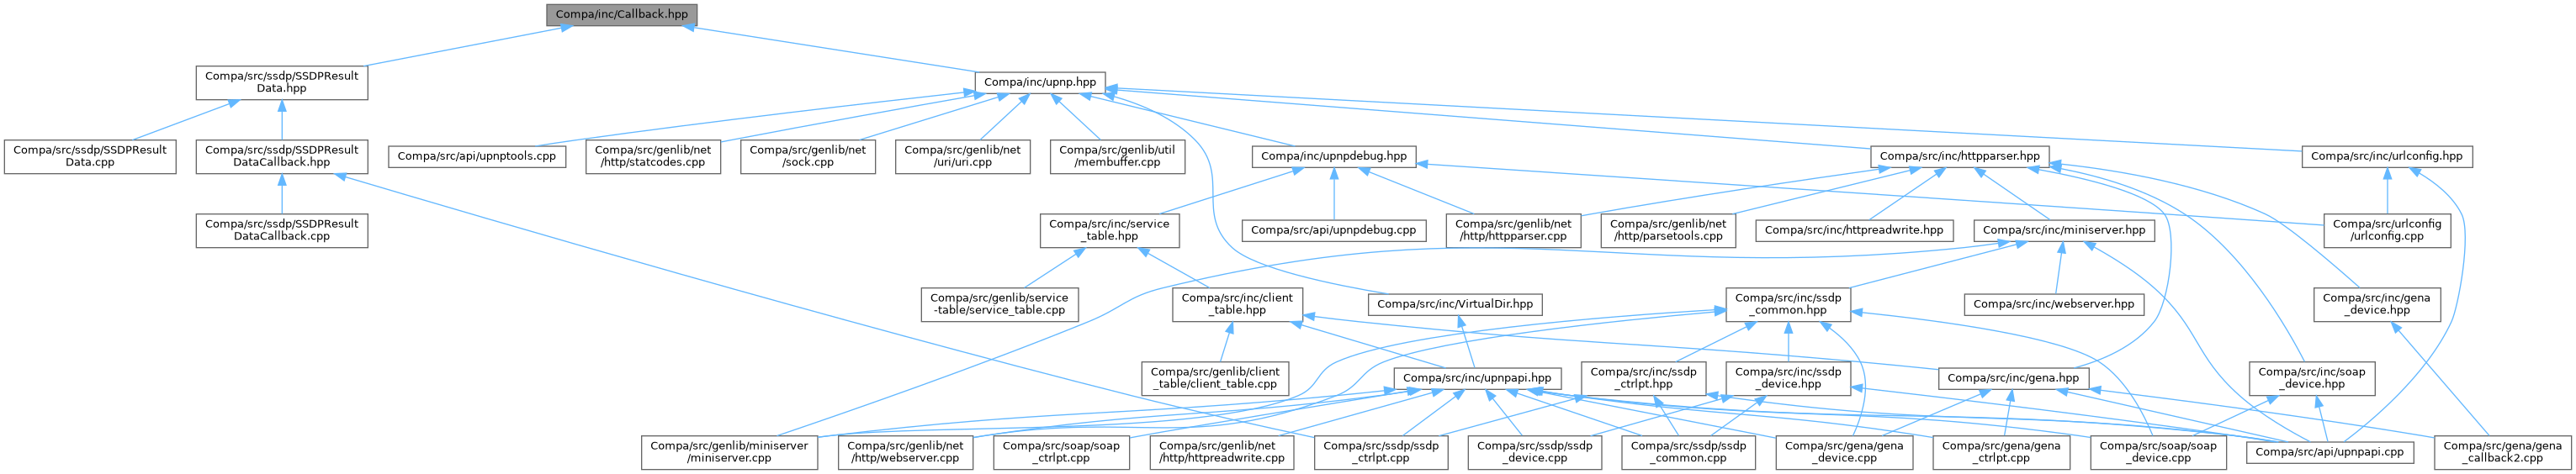 Compa/inc/Callback.hpp
Compa/src/ssdp/SSDPResult
Data.hpp
Compa/inc/upnp.hpp
Compa/src/ssdp/SSDPResult
Data.cpp
Compa/src/ssdp/SSDPResult
DataCallback.hpp
Compa/src/api/upnptools.cpp
Compa/src/genlib/net
/http/statcodes.cpp
Compa/src/genlib/net
/sock.cpp
Compa/src/genlib/net
/uri/uri.cpp
Compa/src/genlib/util
/membuffer.cpp
Compa/inc/upnpdebug.hpp
Compa/src/inc/httpparser.hpp
Compa/src/inc/urlconfig.hpp
Compa/src/ssdp/SSDPResult
DataCallback.cpp
Compa/src/inc/service
_table.hpp
Compa/src/api/upnpdebug.cpp
Compa/src/genlib/net
/http/httpparser.cpp
Compa/src/genlib/net
/http/parsetools.cpp
Compa/src/inc/httpreadwrite.hpp
Compa/src/inc/miniserver.hpp
Compa/src/urlconfig
/urlconfig.cpp
Compa/src/genlib/service
-table/service_table.cpp
Compa/src/inc/client
_table.hpp
Compa/src/inc/VirtualDir.hpp
Compa/src/inc/ssdp
_common.hpp
Compa/src/inc/webserver.hpp
Compa/src/inc/gena
_device.hpp
Compa/src/genlib/client
_table/client_table.cpp
Compa/src/inc/upnpapi.hpp
Compa/src/inc/ssdp
_ctrlpt.hpp
Compa/src/inc/ssdp
_device.hpp
Compa/src/inc/gena.hpp
Compa/src/inc/soap
_device.hpp
Compa/src/genlib/miniserver
/miniserver.cpp
Compa/src/genlib/net
/http/webserver.cpp
Compa/src/soap/soap
_ctrlpt.cpp
Compa/src/genlib/net
/http/httpreadwrite.cpp
Compa/src/ssdp/ssdp
_ctrlpt.cpp
Compa/src/ssdp/ssdp
_device.cpp
Compa/src/ssdp/ssdp
_common.cpp
Compa/src/gena/gena
_device.cpp
Compa/src/gena/gena
_ctrlpt.cpp
Compa/src/soap/soap
_device.cpp
Compa/src/api/upnpapi.cpp
Compa/src/gena/gena
_callback2.cpp